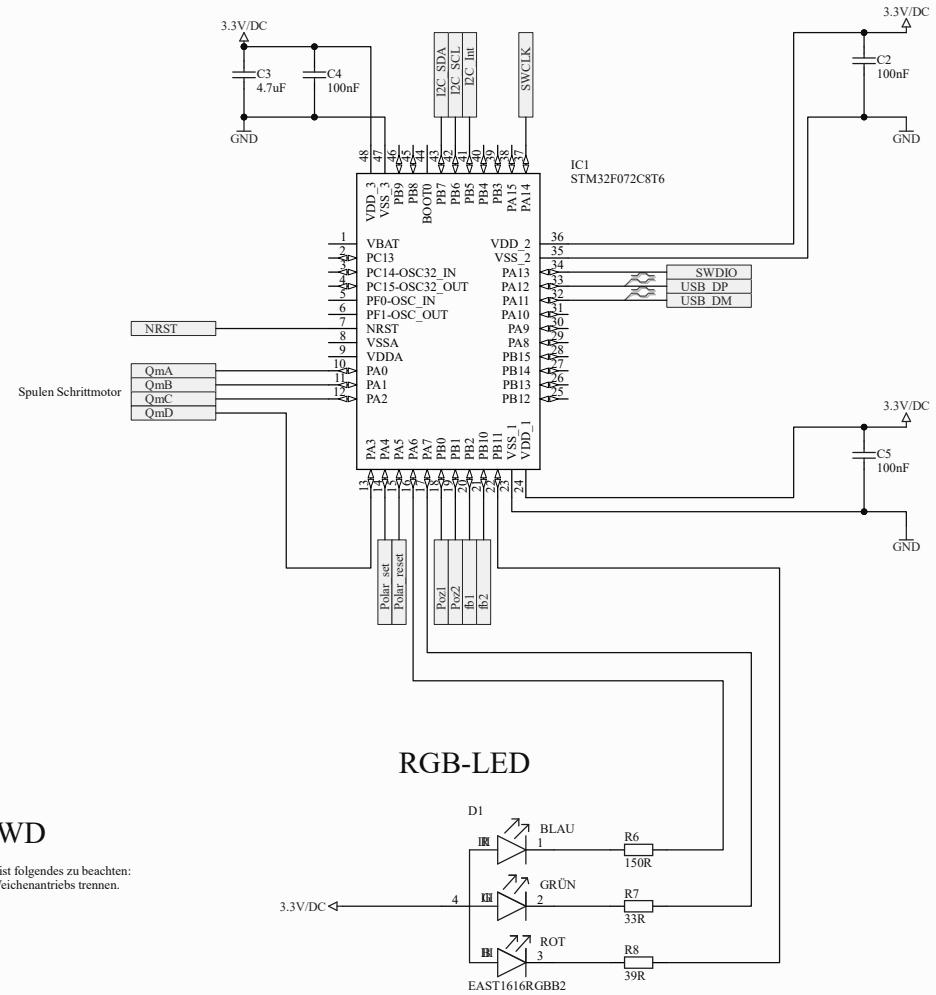 3.3V/DC
C3
4.7uF
C4
100nF
GND
I2C_SDA
I2C_SCL
I2C_Int
SWCLK
3.3V/DC
C2
100nF
GND
IC1
STM32F072C8T6
48
47
46
45
44
43
42
41
40
39
38
37
VDD_3
VSS_3
PB9
PB8
BOOT0
PB7
PB6
PB5
PB4
PB3
PA15
PA14
1 VBAT
2 PC13
3 PC14-OSC32_IN
4 PC15-OSC32_OUT
5 PF0-OSC_IN
6 PF1-OSC_OUT
NRST 7 NRST
8 VSSA
9 VDDA
QmA 10 PA0
QmB 11 PA1
QmC 12 PA2
QmD
Spulen Schrittmotor
VDD_2 36
VSS_2 35
PA13 34 SWDIO
PA12 33 USB_DP
PA11 32 USB_DM
PA10 31
PA9 30
PA8 29
PB15 28
PB14 27
PB13 26
PB12 25
PA3
PA4
PA5
PA6
PA7
PB0
PB1
PB2
PB10
PB11
VSS_1
VDD_1
13
14
15
16
17
18
19
20
21
22
23
24
3.3V/DC
C5
100nF
GND
Polar_set
Polar_reset
Poz1
Poz2
fb1
fb2
RGB-LED
WD
ist folgendes zu beachten:
eichenantriebs trennen.
D1
BLAU
1
R6
150R
GRÜN
2
R7
33R
3.3V/DC
4
ROT
3
R8
39R
EAST1616RGBB2